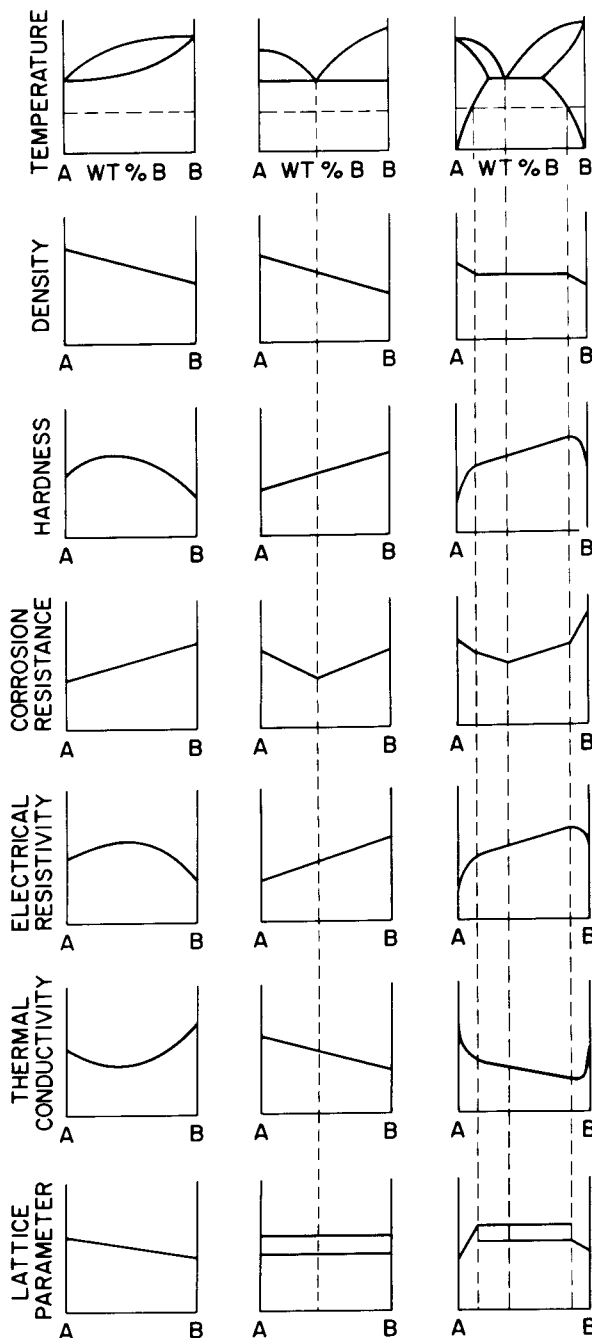 TEMPERATURE
A WT % B B
A WT % B B
A WT % B B
DENSITY
A B
A B
A B
HARDNESS
A B
A B
A B
CORROSION
RESISTANCE
A B
A B
A B
ELECTRICAL
RESISTIVITY
A B
A B
A B
THERMAL
CONDUCTIVITY
A B
A B
A B
LATTICE
PARAMETER
A B
A B
A B